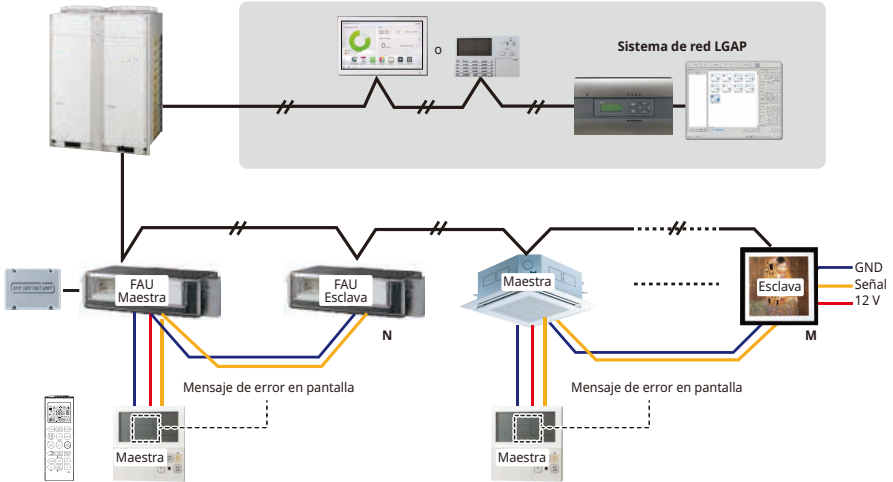 o
Sistema de red LGAP
FAU
Maestra
FAU
Esclava
Maestra
Esclava
GND
Señal
12 V
N
M
Mensaje de error en pantalla
Mensaje de error en pantalla
Maestra
Maestra